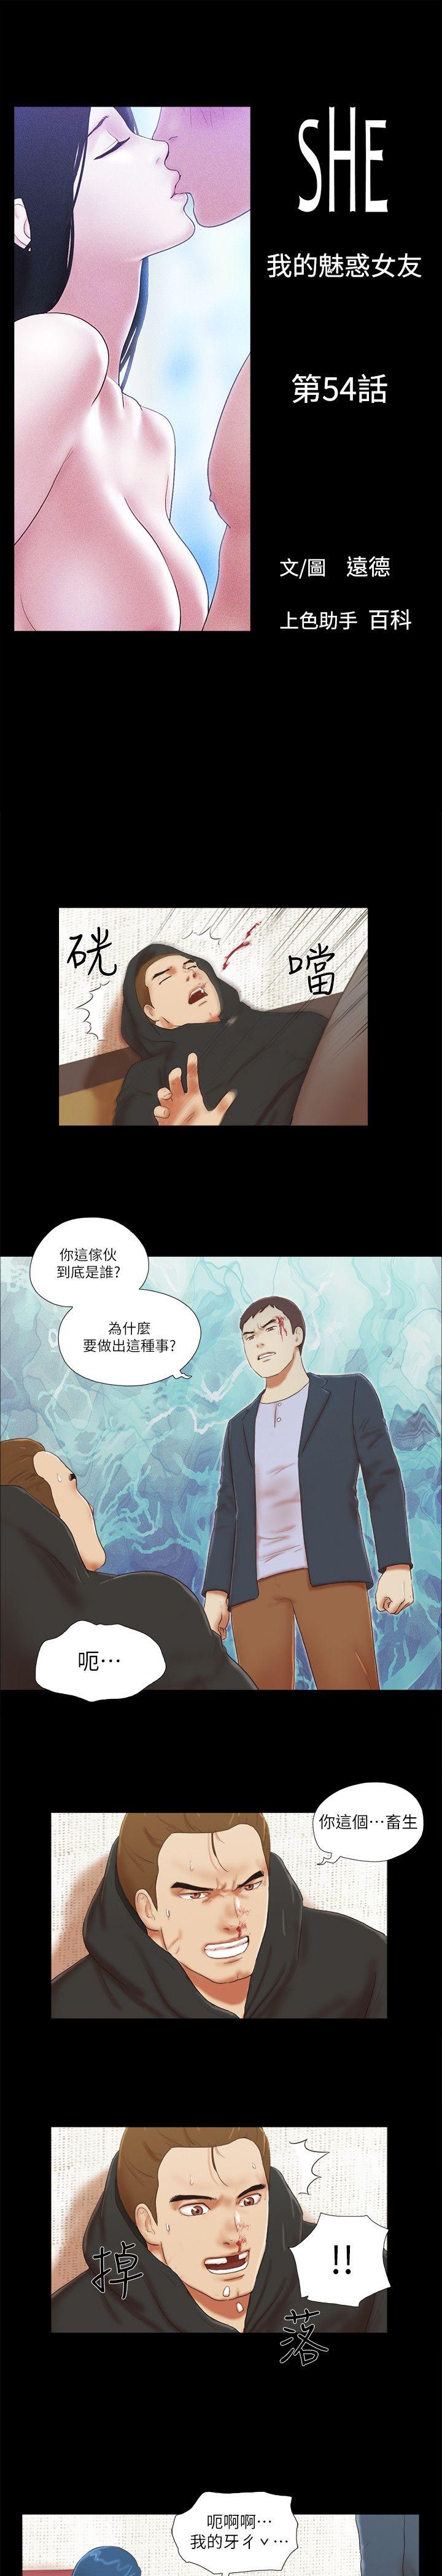 SHE
我的魅惑女友
第54話
文/圖 遠德
上色助手 百科
硄
噹
你這傢伙
到底是誰?
為什麼
要做出這種事?
呃…
你這個…畜生
!!
掉
落
呃啊啊…
我的牙ㄔˇ…